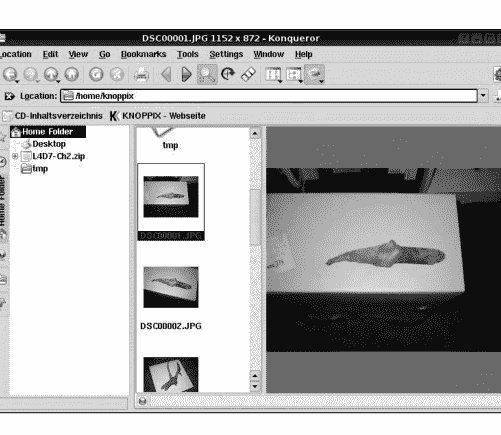 DSC00001.JPG 1152 x 872 - Konqueror
ocation Edit View Go Bookmarks Tools Settings Window Help
Location: /home/knoppix
CD-Inhaltsverzeichnis KNOPPIX - Webseite
Home Folder
Desktop
L4D7-Ch2.zip
tmp
Home Folder
tmp
DSC00001.JPG
DSC00002.JPG